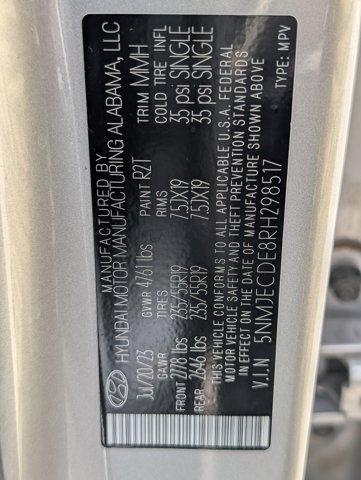 MANUFACTURED BY
HYUNDAI MOTOR MANUFACTURING ALABAMA, LLC
Jul/20/23 GVWR 4761 lbs PAINT R2T TRIM MMH
TIRES RIMS COLD TIRE INFL
FRONT 2778 lbs 235/55R19 7.5JX19 35 psi SINGLE
2646 lbs 235/55R19 7.5JX19 35 psi SINGLE
THIS VEHICLE CONFORMS TO ALL APPLICABLE U.S.A. FEDERAL
MOTOR VEHICLE SAFETY AND THEFT PREVENTION STANDARDS
IN EFFECT ON THE DATE OF MANUFACTURE SHOWN ABOVE
V.I.N 5NMJECDE8RH298517 TYPE: MPV